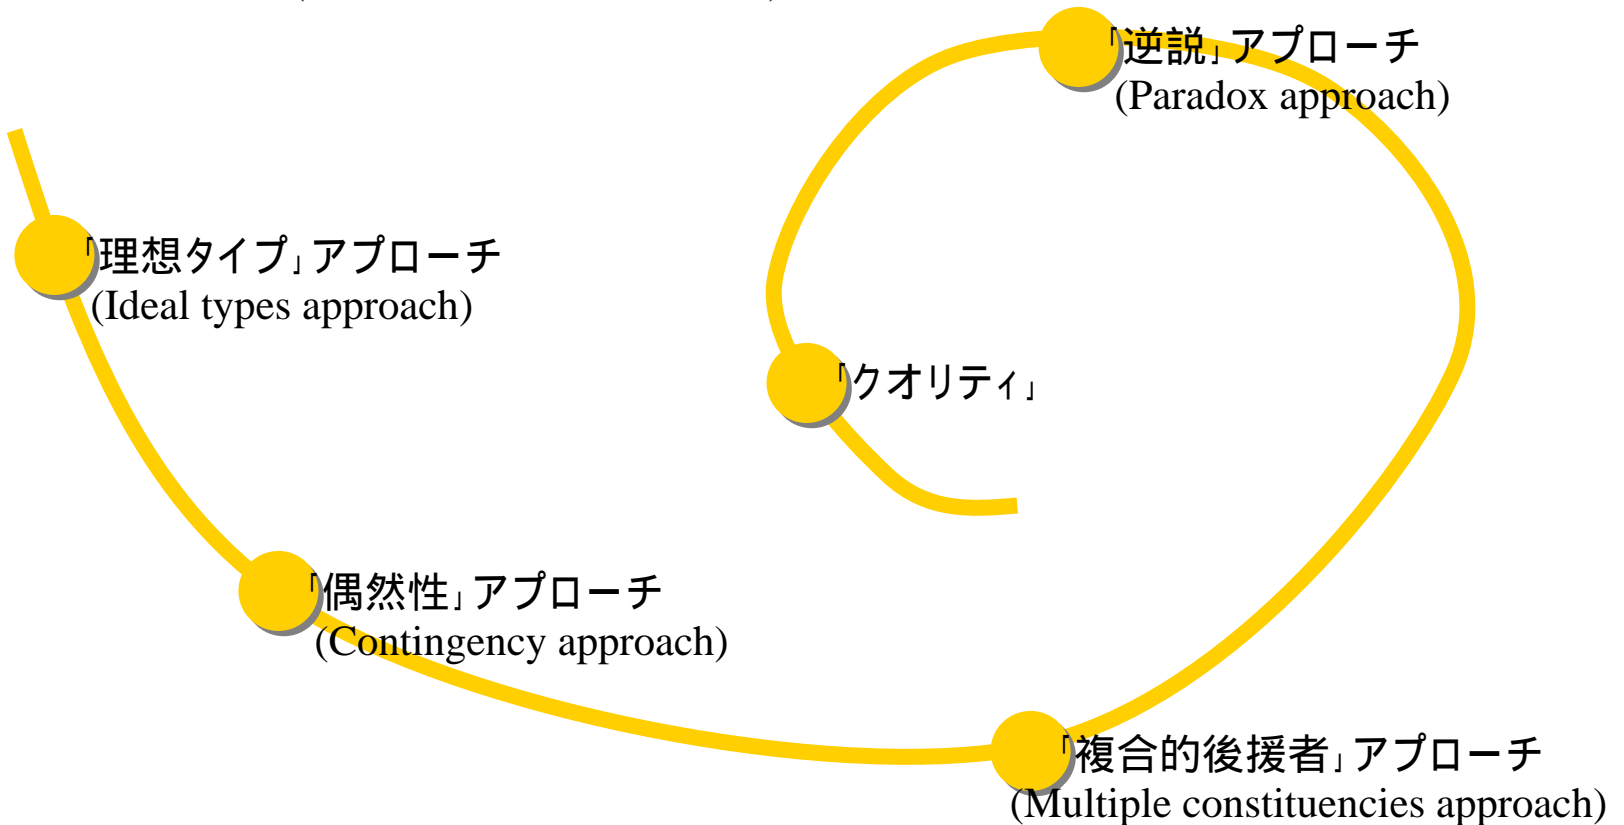 「逆説」アプローチ
(Paradox approach)
「理想タイプ」アプローチ
(Ideal types approach)
「クオリティ」
「偶然性」アプローチ
(Contingency approach)
「複合的後援者」アプローチ
(Multiple constituencies approach)